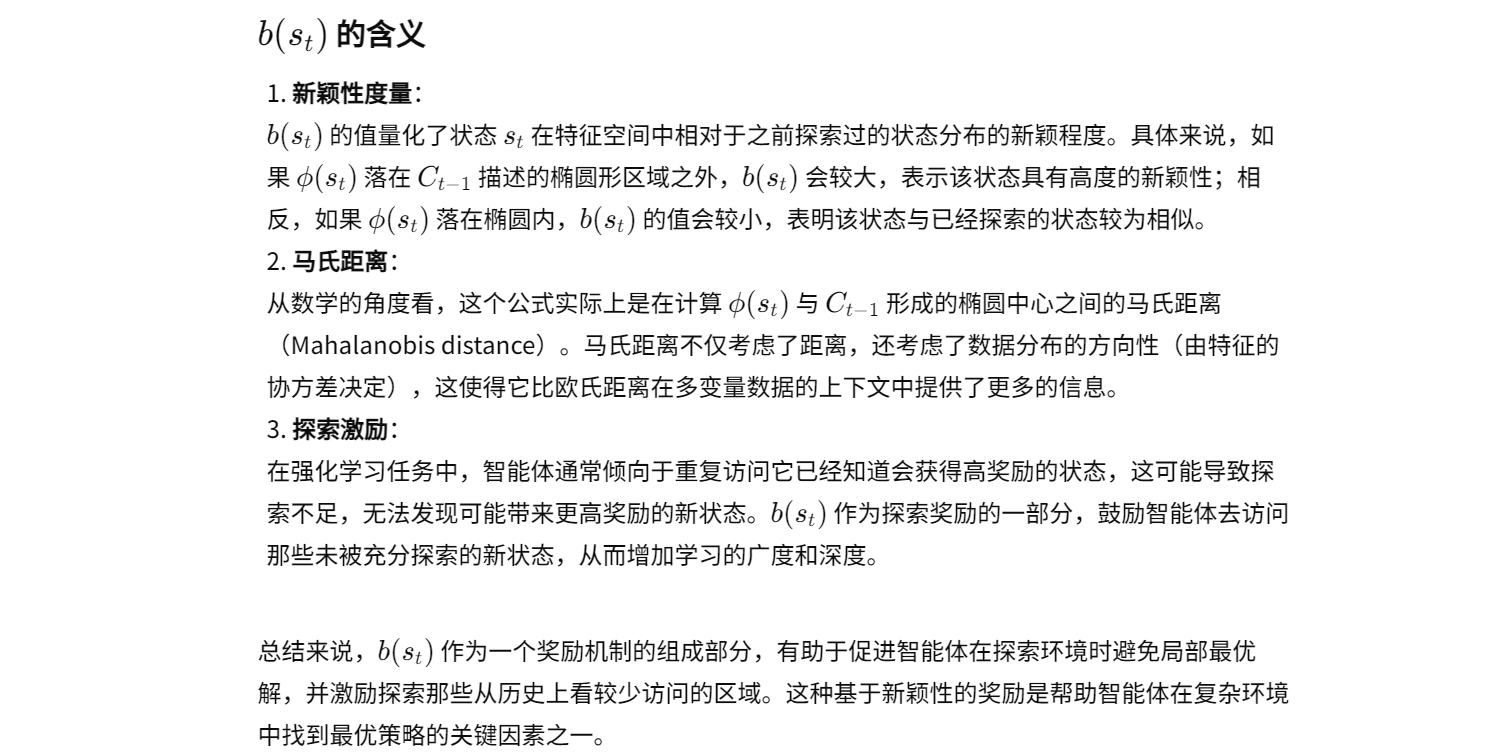 b(s_t) 的含义
1. 新颖性度量：
b(s_t) 的值量化了状态 s_t 在特征空间中相对于之前探索过的状态分布的新颖程度。具体来说，如
果 ϕ(s_t) 落在 C_{t−1} 描述的椭圆形区域之外，b(s_t) 会较大，表示该状态具有高度的新颖性；相
反，如果 ϕ(s_t) 落在椭圆内，b(s_t) 的值会较小，表明该状态与已经探索的状态较为相似。
2. 马氏距离：
从数学的角度看，这个公式实际上是在计算 ϕ(s_t) 与 C_{t−1} 形成的椭圆中心之间的马氏距离
（Mahalanobis distance）。马氏距离不仅考虑了距离，还考虑了数据分布的方向性（由特征的
协方差决定），这使得它比欧氏距离在多变量数据的上下文中提供了更多的信息。
3. 探索激励：
在强化学习任务中，智能体通常倾向于重复访问它已经知道会获得高奖励的状态，这可能导致探
索不足，无法发现可能带来更高奖励的新状态。b(s_t) 作为探索奖励的一部分，鼓励智能体去访问
那些未被充分探索的新状态，从而增加学习的广度和深度。
总结来说，b(s_t) 作为一个奖励机制的组成部分，有助于促进智能体在探索环境时避免局部最优
解，并激励探索那些从历史上看较少访问的区域。这种基于新颖性的奖励是帮助智能体在复杂环境
中找到最优策略的关键因素之一。